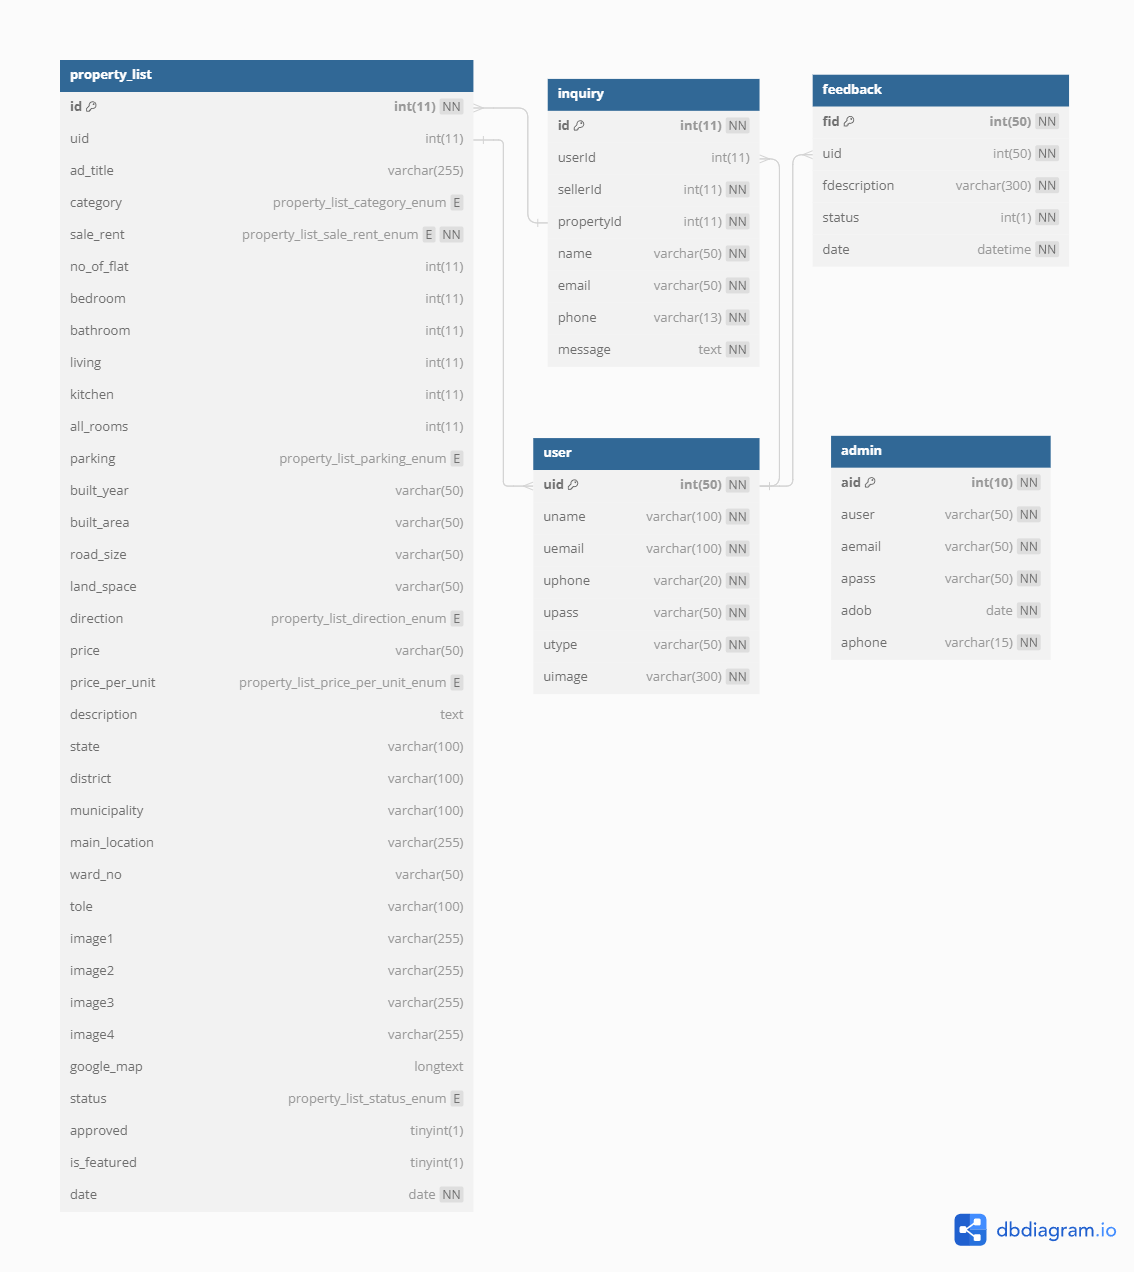 property_list
id int(11) NN
uid int(11)
ad_title varchar(255)
category property_list_category_enum E
sale_rent property_list_sale_rent_enum E NN
no_of_flat int(11)
bedroom int(11)
bathroom int(11)
living int(11)
kitchen int(11)
all_rooms int(11)
parking property_list_parking_enum E
built_year varchar(50)
built_area varchar(50)
road_size varchar(50)
land_space varchar(50)
direction property_list_direction_enum E
price varchar(50)
price_per_unit property_list_price_per_unit_enum E
description text
state varchar(100)
district varchar(100)
municipality varchar(100)
main_location varchar(255)
ward_no varchar(50)
tole varchar(100)
image1 varchar(255)
image2 varchar(255)
image3 varchar(255)
image4 varchar(255)
google_map longtext
status property_list_status_enum E
approved tinyint(1)
is_featured tinyint(1)
date date NN
inquiry
id int(11) NN
userId int(11)
sellerId int(11) NN
propertyId int(11) NN
name varchar(50) NN
email varchar(50) NN
phone varchar(13) NN
message text NN
feedback
fid int(50) NN
uid int(50) NN
fdescription varchar(300) NN
status int(1) NN
date datetime NN
user
uid int(50) NN
uname varchar(100) NN
uemail varchar(100) NN
uphone varchar(20) NN
upass varchar(50) NN
utype varchar(50) NN
uimage varchar(300) NN
admin
aid int(10) NN
auser varchar(50) NN
aemail varchar(50) NN
apass varchar(50) NN
adob date NN
aphone varchar(15) NN
dbdiagram.io